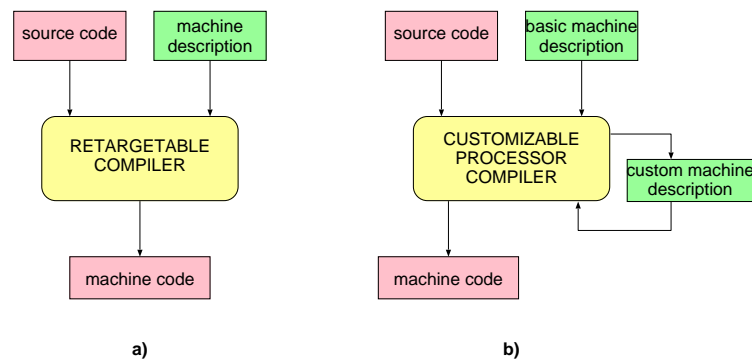 source code
machine
description
RETARGETABLE
COMPILER
machine code
a)
source code
basic machine
description
CUSTOMIZABLE
PROCESSOR
COMPILER
custom machine
description
machine code
b)